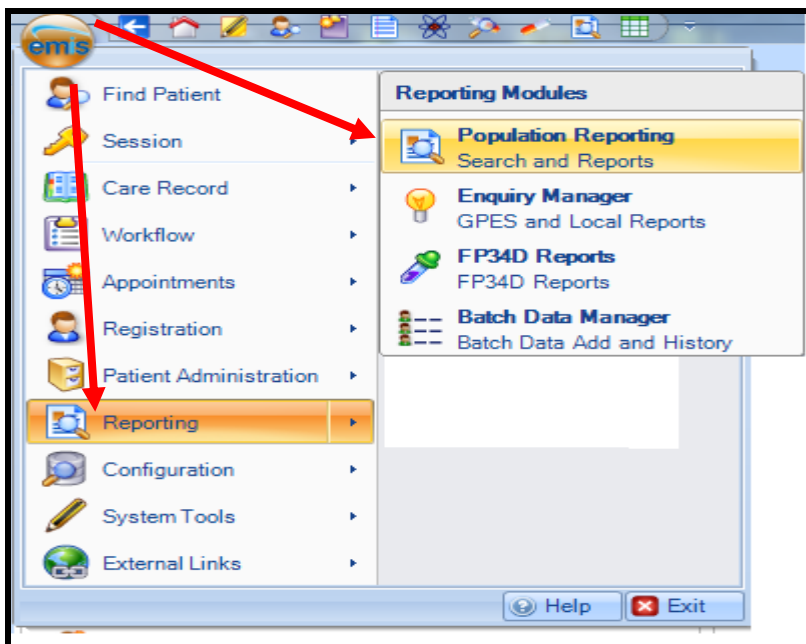 emis
Find Patient
Session
Care Record
Workflow
Appointments
Registration
Patient Administration
Reporting
Configuration
System Tools
External Links
Reporting Modules
Population Reporting
Search and Reports
Enquiry Manager
GPES and Local Reports
FP34D Reports
FP34D Reports
Batch Data Manager
Batch Data Add and History
Help
Exit